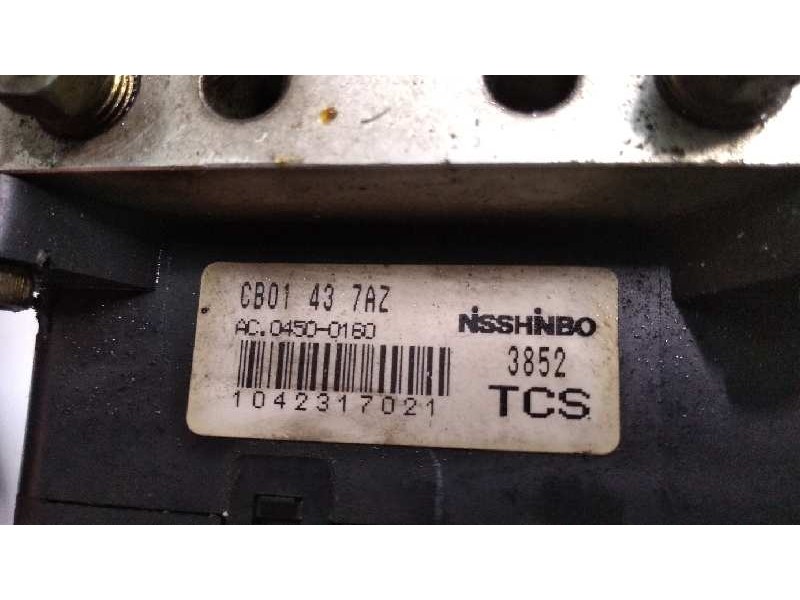 CB01 43 7AZ
AC.0450-0160
NiSSHiNBO
3852
1042317021
TCS